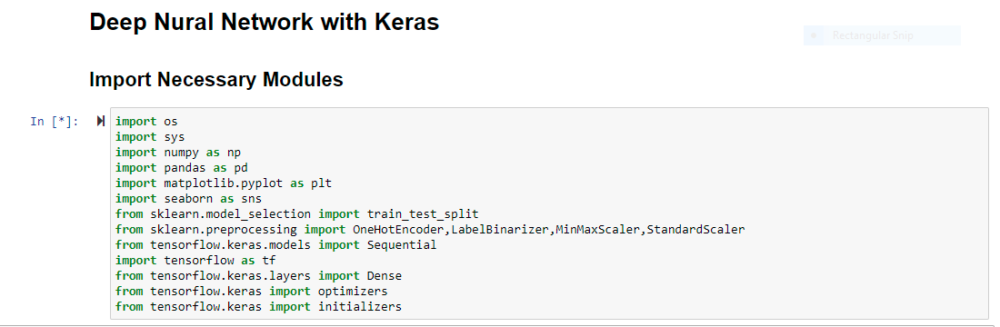 Deep Nural Network with Keras
Rectangular Snip
Import Necessary Modules
In [*]:
import os
import sys
import numpy as np
import pandas as pd
import matplotlib.pyplot as plt
import seaborn as sns
from sklearn.model_selection import train_test_split
from sklearn.preprocessing import OneHotEncoder,LabelBinarizer,MinMaxScaler,StandardScaler
from tensorflow.keras.models import Sequential
import tensorflow as tf
from tensorflow.keras.layers import Dense
from tensorflow.keras import optimizers
from tensorflow.keras import initializers